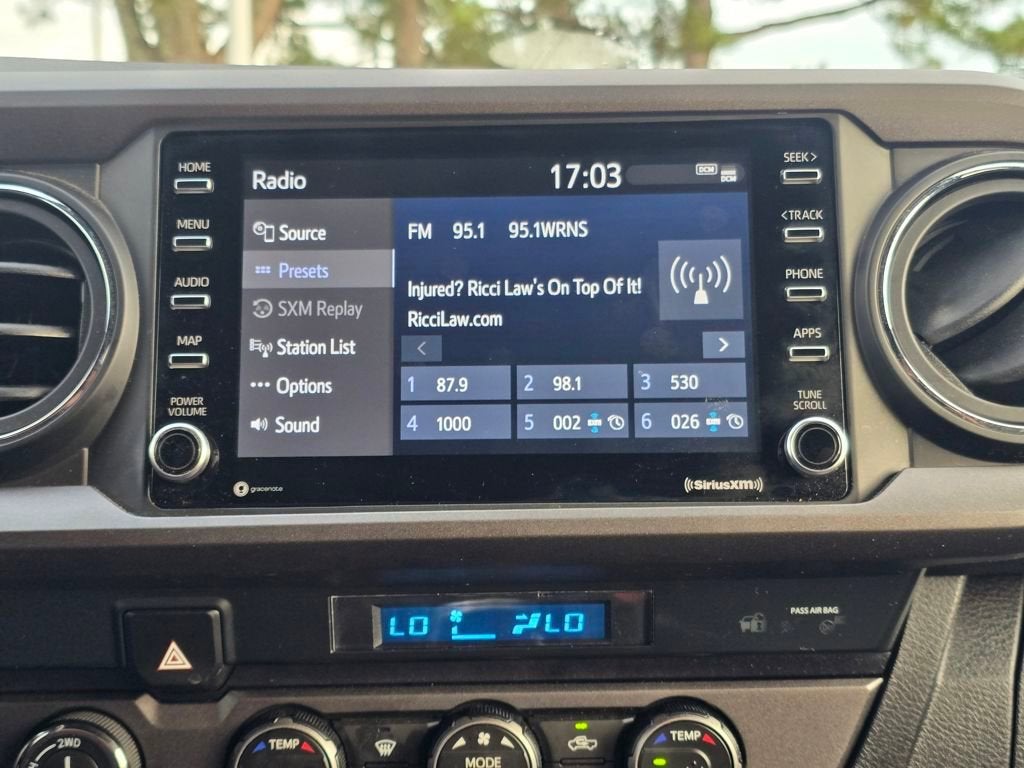 HOME
MENU
AUDIO
MAP
POWER
VOLUME
Radio
17:03
DCM
DCM
Source
Presets
SXM Replay
Station List
Options
Sound
FM 95.1 95.1WRNS
Injured? Ricci Law's On Top Of It!
RicciLaw.com
<
>
1 87.9
2 98.1
3 530
4 1000
5 002 SXM
6 026 SXM
gracenote
((SiriusXM))
SEEK >
< TRACK
PHONE
APPS
TUNE
SCROLL
LO
LO
PASS AIR BAG
2WD
TEMP
MODE
TEMP